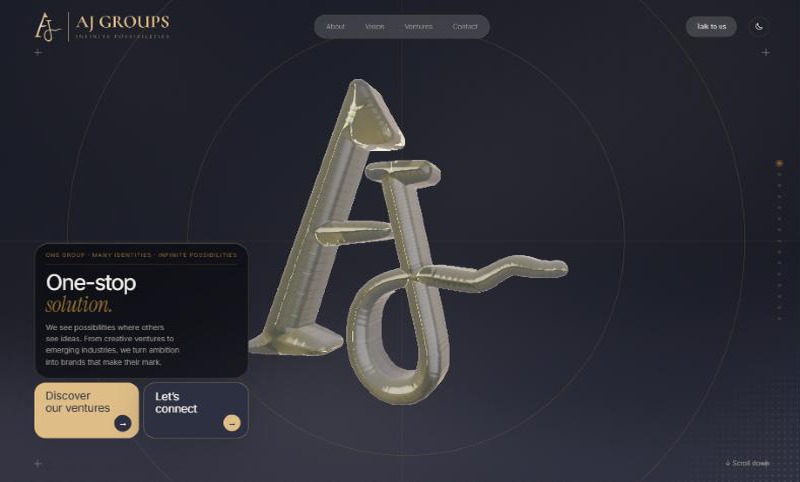 AJ GROUPS
INFINITE POSSIBILITIES
About Vision Ventures Contact
Talk to us
AJ
ONE GROUP · MANY IDENTITIES · INFINITE POSSIBILITIES
One-stop
solution.
We see possibilities where others
see ideas. From creative ventures to
emerging industries, we turn ambition
into brands that make their mark.
Discover
our ventures
→
Let's
connect
→
↓ Scroll down